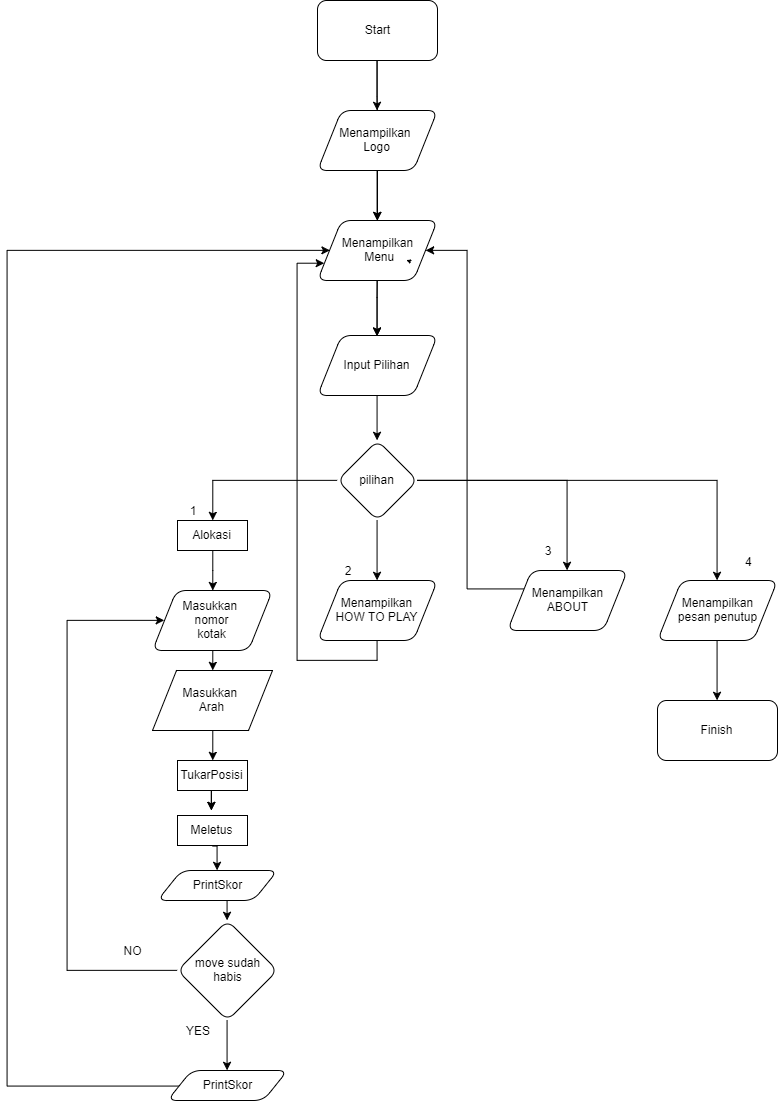 Start
Menampilkan
Logo
Menampilkan
Menu
Input Pilihan
pilihan
1
Alokasi
2
Menampilkan
HOW TO PLAY
3
Menampilkan
ABOUT
4
Menampilkan
pesan penutup
Finish
Masukkan
nomor
kotak
Masukkan
Arah
TukarPosisi
Meletus
PrintSkor
move sudah
habis
NO
YES
PrintSkor